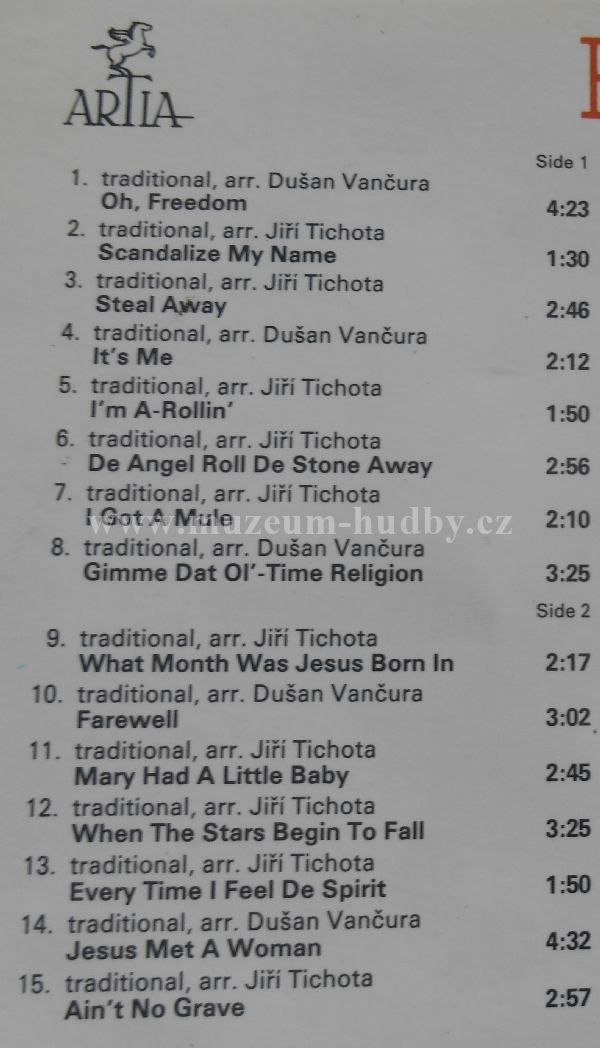 ARTIA
Side 1
1. traditional, arr. Dušan Vančura
Oh, Freedom 4:23
2. traditional, arr. Jiří Tichota
Scandalize My Name 1:30
3. traditional, arr. Jiří Tichota
Steal Away 2:46
4. traditional, arr. Dušan Vančura
It's Me 2:12
5. traditional, arr. Jiří Tichota
I'm A-Rollin' 1:50
6. traditional, arr. Jiří Tichota
De Angel Roll De Stone Away 2:56
7. traditional, arr. Jiří Tichota
I Got A Mule 2:10
www.muzeum-hudby.cz
8. traditional, arr. Dušan Vančura
Gimme Dat Ol'-Time Religion 3:25
Side 2
9. traditional, arr. Jiří Tichota
What Month Was Jesus Born In 2:17
10. traditional, arr. Dušan Vančura
Farewell 3:02
11. traditional, arr. Jiří Tichota
Mary Had A Little Baby 2:45
12. traditional, arr. Jiří Tichota
When The Stars Begin To Fall 3:25
13. traditional, arr. Jiří Tichota
Every Time I Feel De Spirit 1:50
14. traditional, arr. Dušan Vančura
Jesus Met A Woman 4:32
15. traditional, arr. Jiří Tichota
Ain't No Grave 2:57